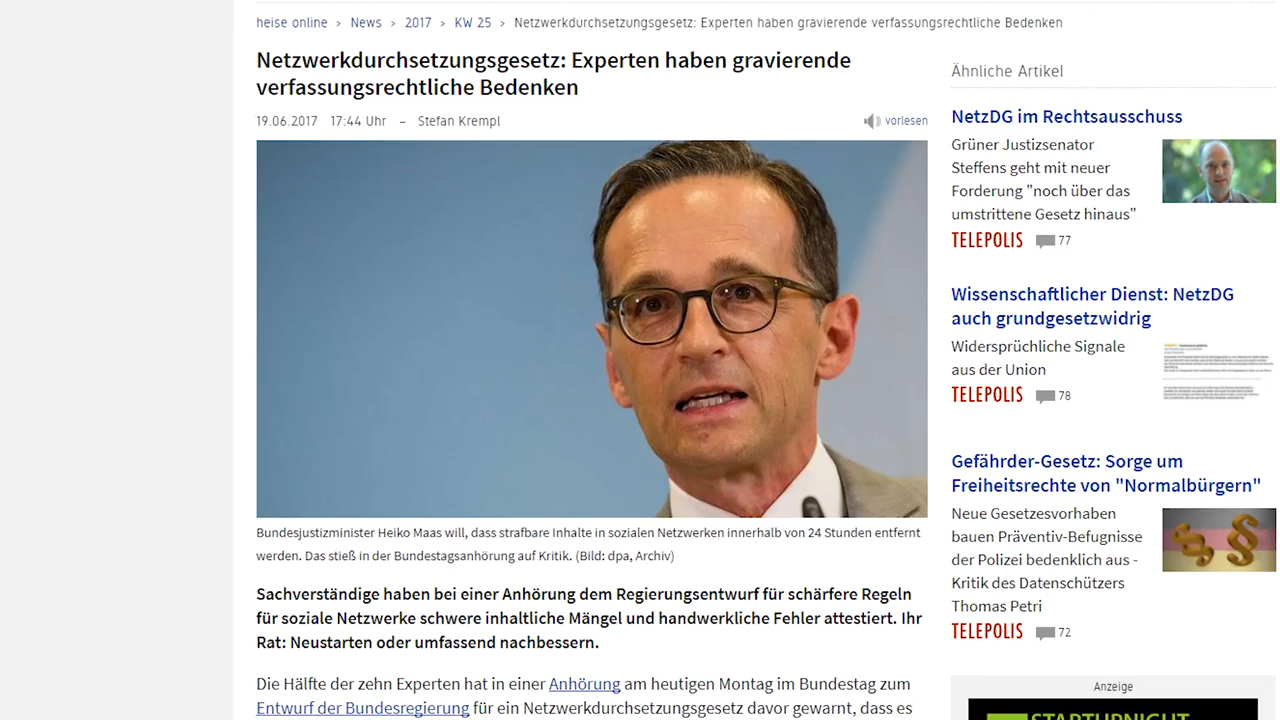 heise online > News > 2017 > KW 25 > Netzwerkdurchsetzungsgesetz: Experten haben gravierende verfassungsrechtliche Bedenken
Netzwerkdurchsetzungsgesetz: Experten haben gravierende
verfassungsrechtliche Bedenken
19.06.2017 17:44 Uhr – Stefan Krempl
vorlesen
Bundesjustizminister Heiko Maas will, dass strafbare Inhalte in sozialen Netzwerken innerhalb von 24 Stunden entfernt
werden. Das stieß in der Bundestagsanhörung auf Kritik. (Bild: dpa, Archiv)
Sachverständige haben bei einer Anhörung dem Regierungsentwurf für schärfere Regeln
für soziale Netzwerke schwere inhaltliche Mängel und handwerkliche Fehler attestiert. Ihr
Rat: Neustarten oder umfassend nachbessern.
Die Hälfte der zehn Experten hat in einer Anhörung am heutigen Montag im Bundestag zum
Entwurf der Bundesregierung für ein Netzwerkdurchsetzungsgesetz davor gewarnt, dass es
Ähnliche Artikel
NetzDG im Rechtsausschuss
Grüner Justizsenator
Steffens geht mit neuer
Forderung "noch über das
umstrittene Gesetz hinaus"
TELEPOLIS 77
Wissenschaftlicher Dienst: NetzDG
auch grundgesetzwidrig
Widersprüchliche Signale
aus der Union
TELEPOLIS 78
Gefährder-Gesetz: Sorge um
Freiheitsrechte von "Normalbürgern"
Neue Gesetzesvorhaben
bauen Präventiv-Befugnisse
der Polizei bedenklich aus -
Kritik des Datenschützers
Thomas Petri
TELEPOLIS 72
Anzeige
STARTUPNIGHT